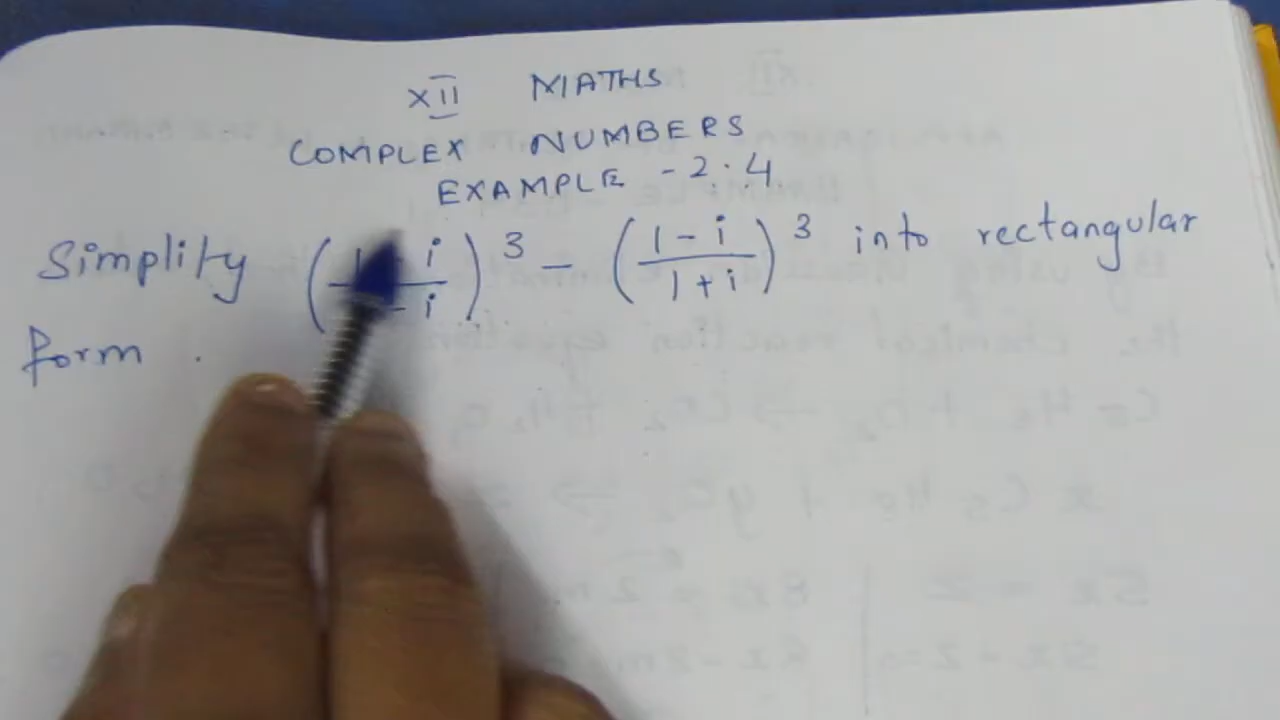 XII MATHS
COMPLEX NUMBERS
EXAMPLE - 2.4
Simplify ( i / - i )³ - (1 - i / 1 + i)³ into rectangular
form .